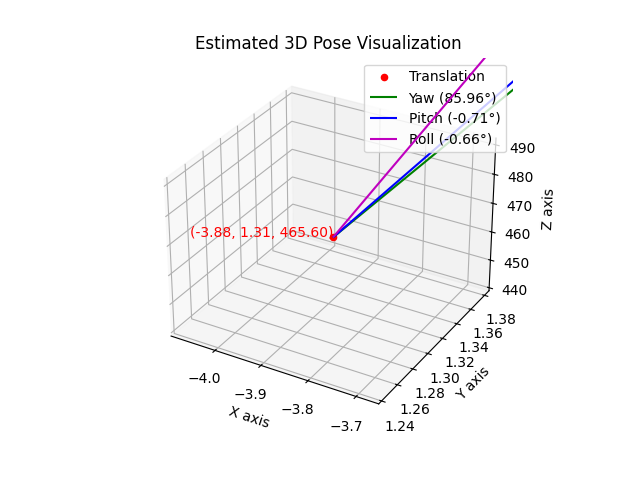 Estimated 3D Pose Visualization
Translation
Yaw (85.96°)
Pitch (-0.71°)
Roll (-0.66°)
(-3.88, 1.31, 465.60)
490
480
470
460
450
440
Z axis
1.38
1.36
1.34
1.32
1.30
1.28
1.26
1.24
Y axis
−4.0
−3.9
−3.8
−3.7
X axis